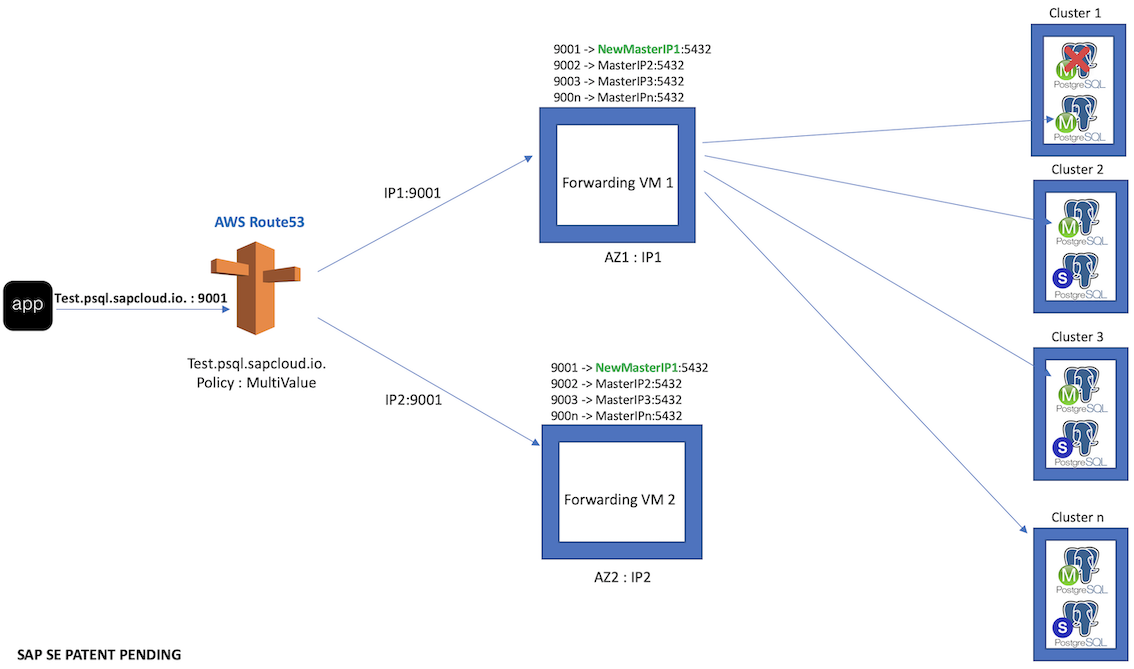 Cluster 1
9001 -> NewMasterIP1:5432
9002 -> MasterIP2:5432
9003 -> MasterIP3:5432
900n -> MasterIPn:5432
M
PostgreSQL
M
PostgreSQL
Forwarding VM 1
AZ1 : IP1
IP1:9001
Cluster 2
M
PostgreSQL
S
PostgreSQL
AWS Route53
app
Test.psql.sapcloud.io. : 9001
Test.psql.sapcloud.io.
Policy : MultiValue
Cluster 3
M
PostgreSQL
S
PostgreSQL
IP2:9001
9001 -> NewMasterIP1:5432
9002 -> MasterIP2:5432
9003 -> MasterIP3:5432
900n -> MasterIPn:5432
Forwarding VM 2
AZ2 : IP2
Cluster n
M
PostgreSQL
S
PostgreSQL
SAP SE PATENT PENDING